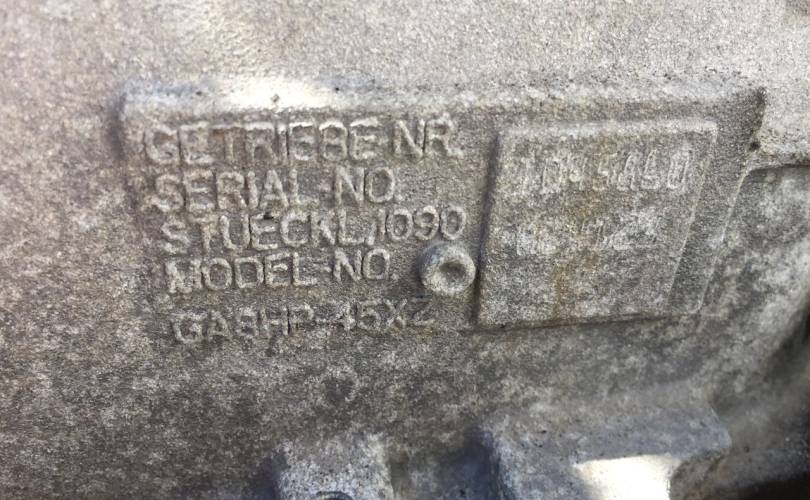 GETRIEBE NR.
SERIAL-NO.
STUECKL./1090
MODEL-NO.
GA8HP-45XZ